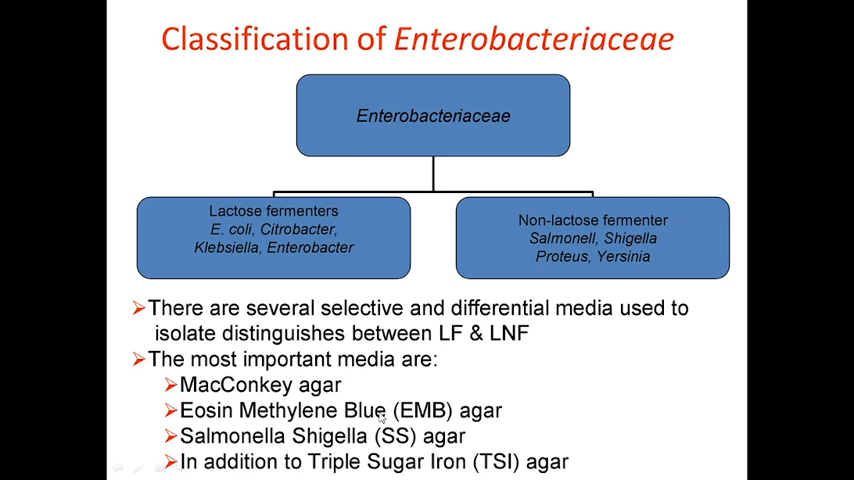 Classification of Enterobacteriaceae
Enterobacteriaceae
Lactose fermenters
E. coli, Citrobacter,
Klebsiella, Enterobacter
Non-lactose fermenter
Salmonell, Shigella
Proteus, Yersinia
➢There are several selective and differential media used to
isolate distinguishes between LF & LNF
➢The most important media are:
➢MacConkey agar
➢Eosin Methylene Blue (EMB) agar
➢Salmonella Shigella (SS) agar
➢In addition to Triple Sugar Iron (TSI) agar